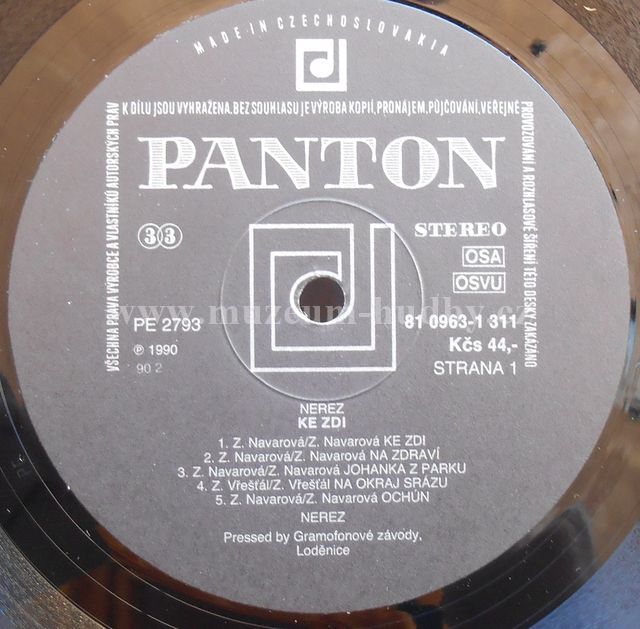 MADE IN CZECHOSLOVAKIA
VŠECHNA PRÁVA VÝROBCE A VLASTNÍKŮ AUTORSKÝCH PRÁV
K DÍLU JSOU VYHRAŽENA. BEZ SOUHLASU JE VÝROBA KOPIÍ, PRONÁJEM, PŮJČOVÁNÍ, VEŘEJNÉ
PROVOZOVÁNÍ A ROZHLASOVÉ ŠÍŘENÍ TÉTO DESKY ZAKÁZÁNO
PANTON
33
STEREO
OSA
OSVU
www.muzeum-hudby.cz
PE 2793
81 0963-1 311
℗ 1990
Kčs 44,-
90 2
STRANA 1
NEREZ
KE ZDI
1. Z. Navarová/Z. Navarová KE ZDI
2. Z. Navarová/Z. Navarová NA ZDRAVÍ
3. Z. Navarová/Z. Navarová JOHANKA Z PARKU
4. Z. Vřešťál/Z. Vřešťál NA OKRAJ SRÁZU
5. Z. Navarová/Z. Navarová OCHÚN
NEREZ
Pressed by Gramofonové závody,
Loděnice